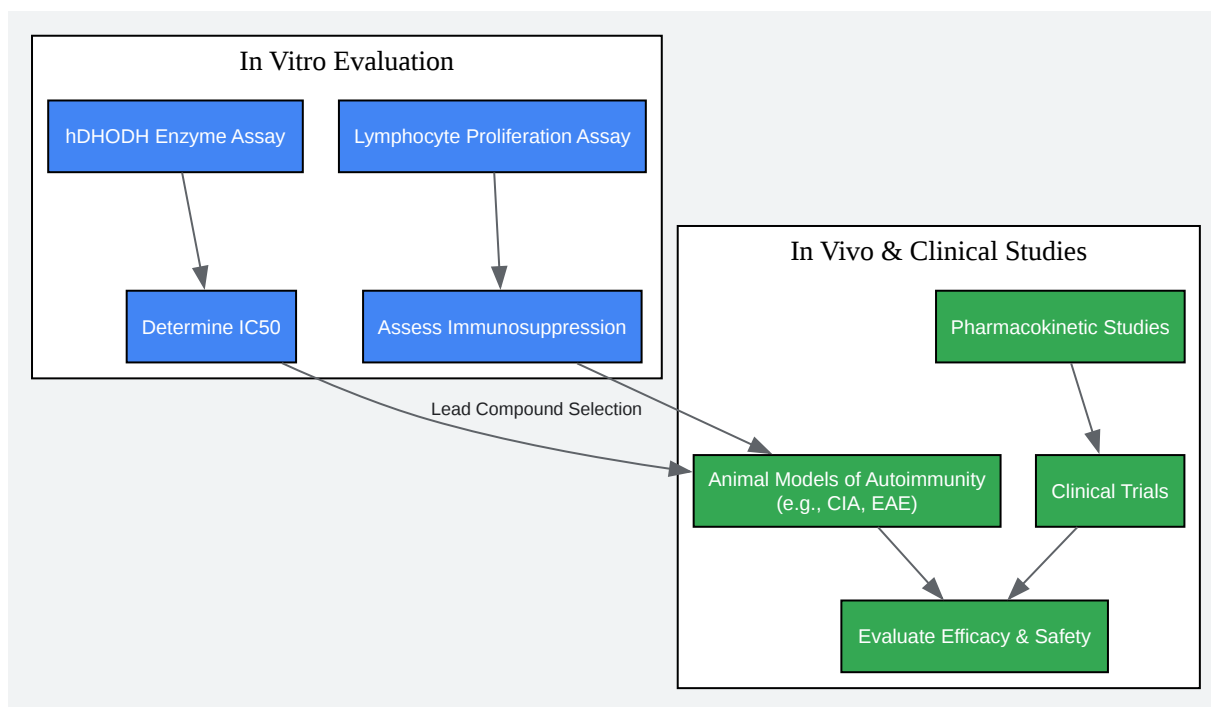 In Vitro Evaluation
hDHODH Enzyme Assay
Lymphocyte Proliferation Assay
Determine IC50
Assess Immunosuppression
Lead Compound Selection
In Vivo & Clinical Studies
Pharmacokinetic Studies
Animal Models of Autoimmunity
(e.g., CIA, EAE)
Clinical Trials
Evaluate Efficacy & Safety